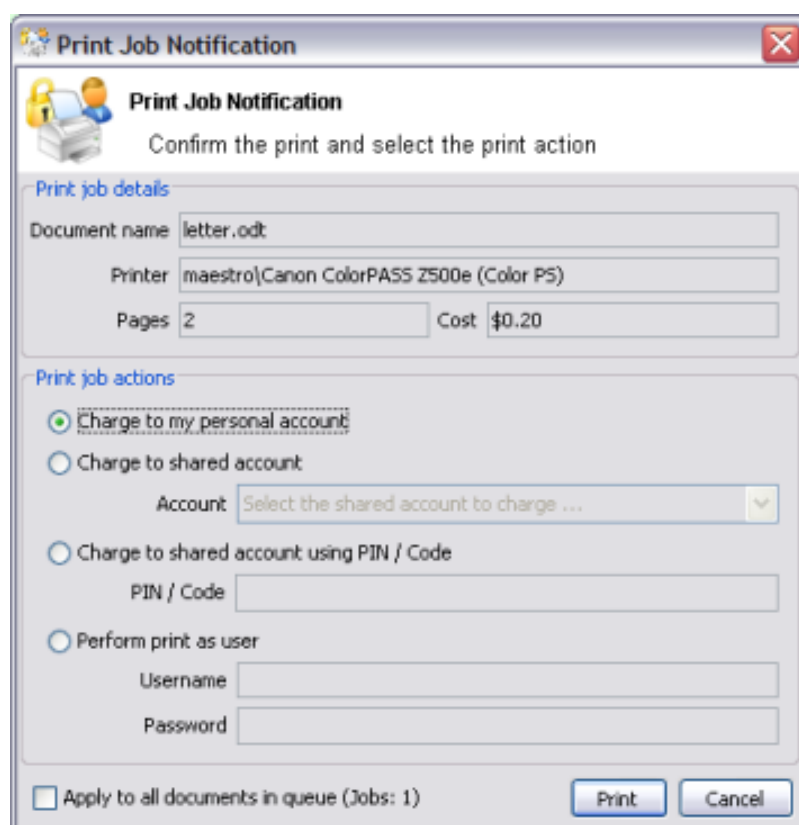 Print Job Notification
Print Job Notification
Confirm the print and select the print action
Print job details
Document name letter.odt
Printer maestro\Canon ColorPASS Z500e (Color PS)
Pages 2 Cost $0.20
Print job actions
Charge to my personal account
Charge to shared account
Account Select the shared account to charge ...
Charge to shared account using PIN / Code
PIN / Code
Perform print as user
Username
Password
Apply to all documents in queue (Jobs: 1) Print Cancel